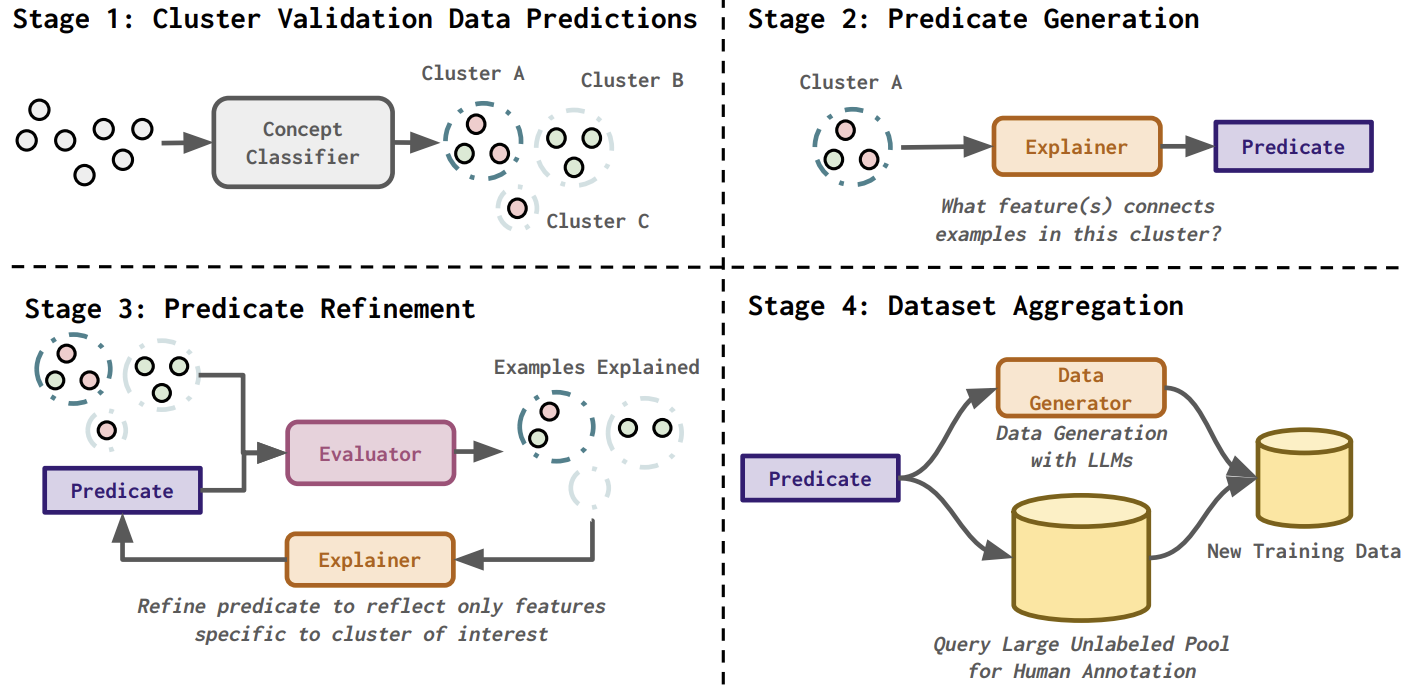 Stage 1: Cluster Validation Data Predictions
Cluster A
Cluster B
Concept
Classifier
Cluster C
Stage 2: Predicate Generation
Cluster A
Explainer
Predicate
What feature(s) connects
examples in this cluster?
Stage 3: Predicate Refinement
Examples Explained
Evaluator
Predicate
Explainer
Refine predicate to reflect only features
specific to cluster of interest
Stage 4: Dataset Aggregation
Data
Generator
Data Generation
with LLMs
Predicate
New Training Data
Query Large Unlabeled Pool
for Human Annotation